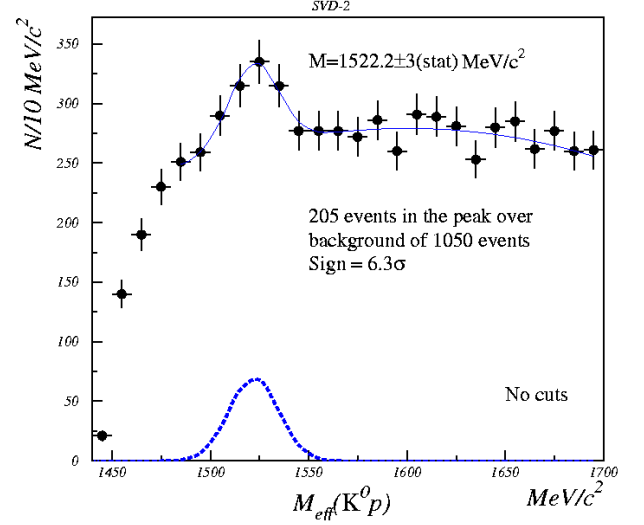 SVD-2
N/10 MeV/c²
350
300
250
200
150
100
50
0
M=1522.2±3(stat) MeV/c²
205 events in the peak over
background of 1050 events
Sign = 6.3σ
No cuts
1450 1500 1550 1600 1650 1700
M_eff(K⁰p) MeV/c²